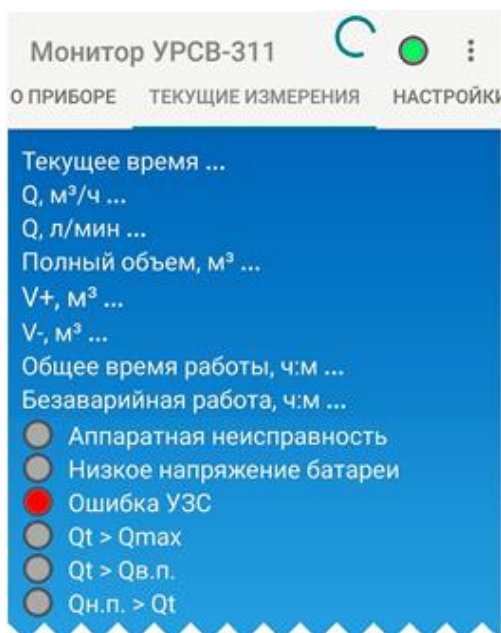 Монитор УРСВ-311
О ПРИБОРЕ ТЕКУЩИЕ ИЗМЕРЕНИЯ НАСТРОЙКИ
Текущее время ...
Q, м³/ч ...
Q, л/мин ...
Полный объем, м³ ...
V+, м³ ...
V-, м³ ...
Общее время работы, ч:м ...
Безаварийная работа, ч:м ...
Аппаратная неисправность
Низкое напряжение батареи
Ошибка УЗС
Qt > Qmax
Qt > Qв.п.
Qн.п. > Qt